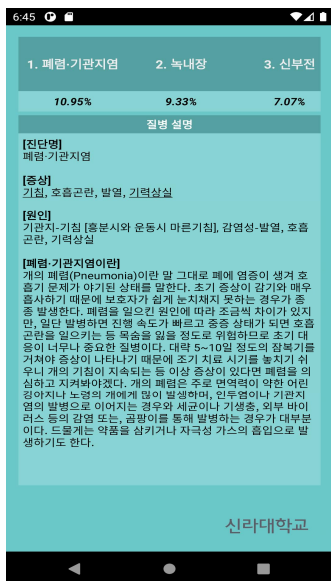 6:45
1. 폐렴·기관지염 2. 녹내장 3. 신부전
10.95% 9.33% 7.07%
질병 설명
[진단명]
폐렴·기관지염
[증상]
기침, 호흡곤란, 발열, 기력상실
[원인]
기관지-기침 [흥분시와 운동시 마른기침], 감염성-발열, 호흡
곤란, 기력상실
[폐렴·기관지염이란]
개의 폐렴(Pneumonia)이란 말 그대로 폐에 염증이 생겨 호
흡기 문제가 야기된 상태를 말한다. 초기 증상이 감기와 매우
흡사하기 때문에 보호자가 쉽게 눈치채지 못하는 경우가 종
종 발생한다. 폐렴을 일으킨 원인에 따라 조금씩 차이가 있지
만, 일단 발병하면 진행 속도가 빠르고 중증 상태가 되면 호흡
곤란을 일으키는 등 목숨을 잃을 정도로 위험하므로 초기 대
응이 너무나 중요한 질병이다. 대략 5~10일 정도의 잠복기를
거쳐야 증상이 나타나기 때문에 조기 치료 시기를 놓치기 쉬
우니 개의 기침이 지속되는 등 이상 증상이 있다면 폐렴을 의
심하고 지켜봐야겠다. 개의 폐렴은 주로 면역력이 약한 어린
강아지나 노령의 개에게 많이 발생하며, 인두염이나 기관지
염의 발병으로 이어지는 경우와 세균이나 기생충, 외부 바이
러스 등의 감염 또는, 곰팡이를 통해 발병하는 경우가 대부분
이다. 드물게는 약품을 삼키거나 자극성 가스의 흡입으로 발
생하기도 한다.
신라대학교